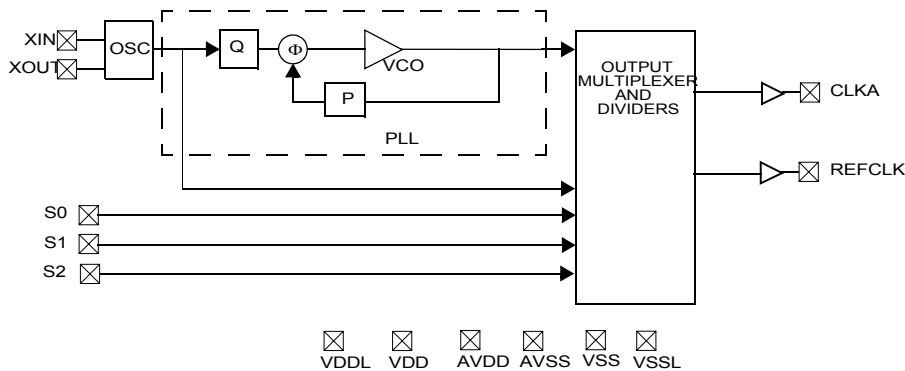 XIN
XOUT
OSC
Q
Φ
VCO
P
PLL
OUTPUT
MULTIPLEXER
AND
DIVIDERS
CLKA
REFCLK
S0
S1
S2
VDDL
VDD
AVDD
AVSS
VSS
VSSL